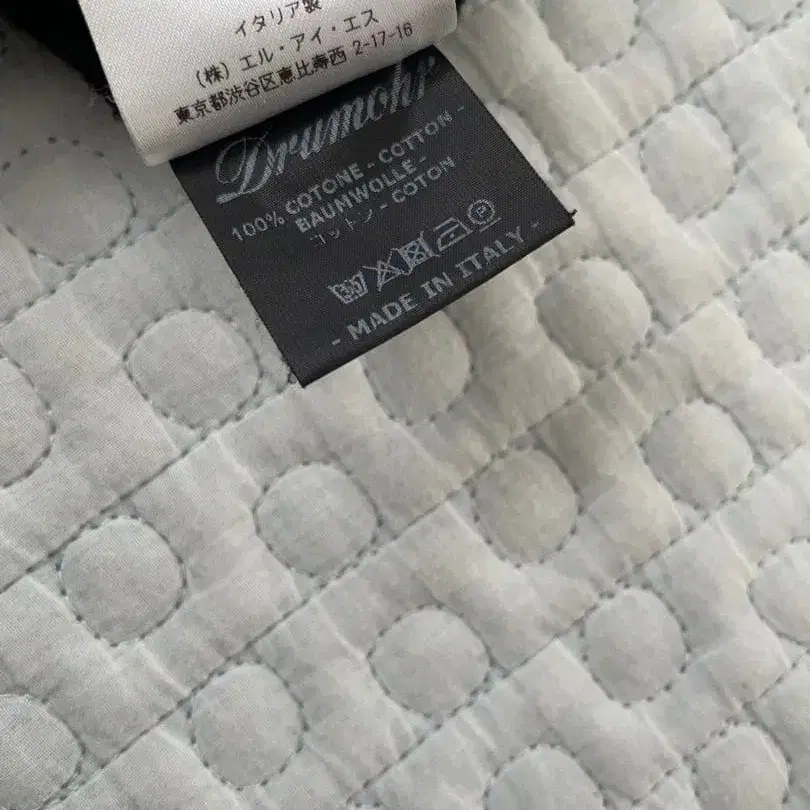 イタリア製
(株) エル・アイ・エス
東京都渋谷区恵比寿西 2-17-16
Drumohr
100% COTONE - COTTON -
BAUMWOLLE -
コットン - COTON
P
- MADE IN ITALY -